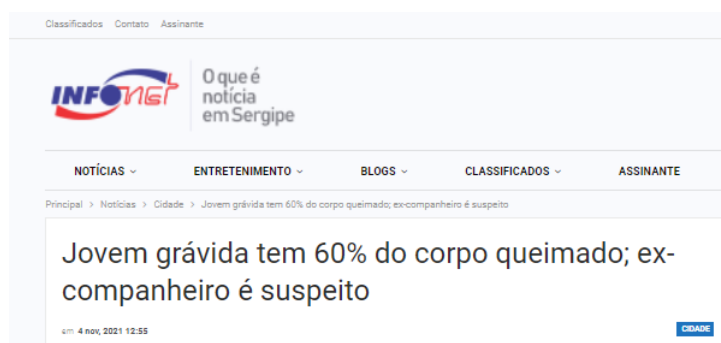 Classificados Contato Assinante
INFONET
O que é
notícia
em Sergipe
NOTÍCIAS ENTRETENIMENTO BLOGS CLASSIFICADOS ASSINANTE
Principal > Notícias > Cidade > Jovem grávida tem 60% do corpo queimado; ex-companheiro é suspeito
Jovem grávida tem 60% do corpo queimado; ex-
companheiro é suspeito
em 4 nov, 2021 12:55
CIDADE